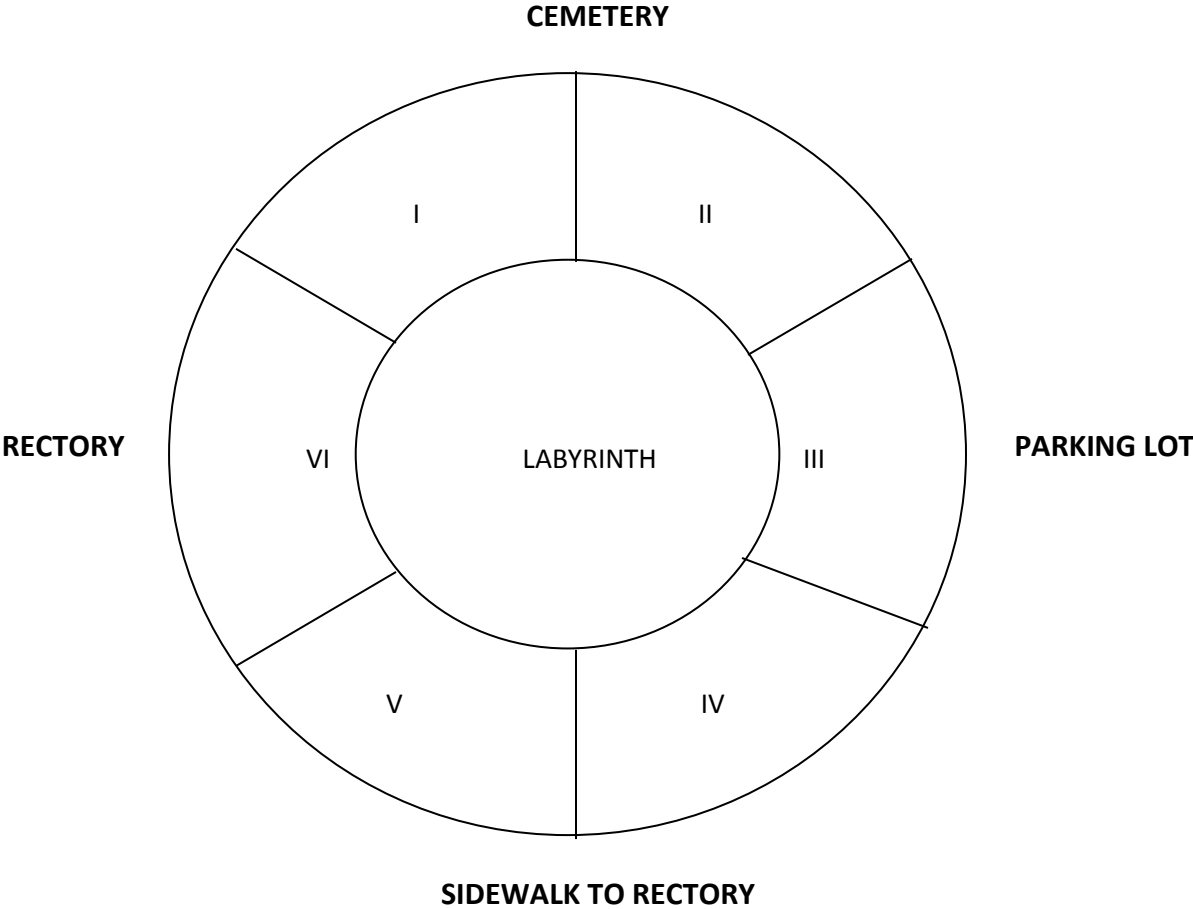 CEMETERY
I
II
RECTORY
VI
LABYRINTH
III
PARKING LOT
V
IV
SIDEWALK TO RECTORY